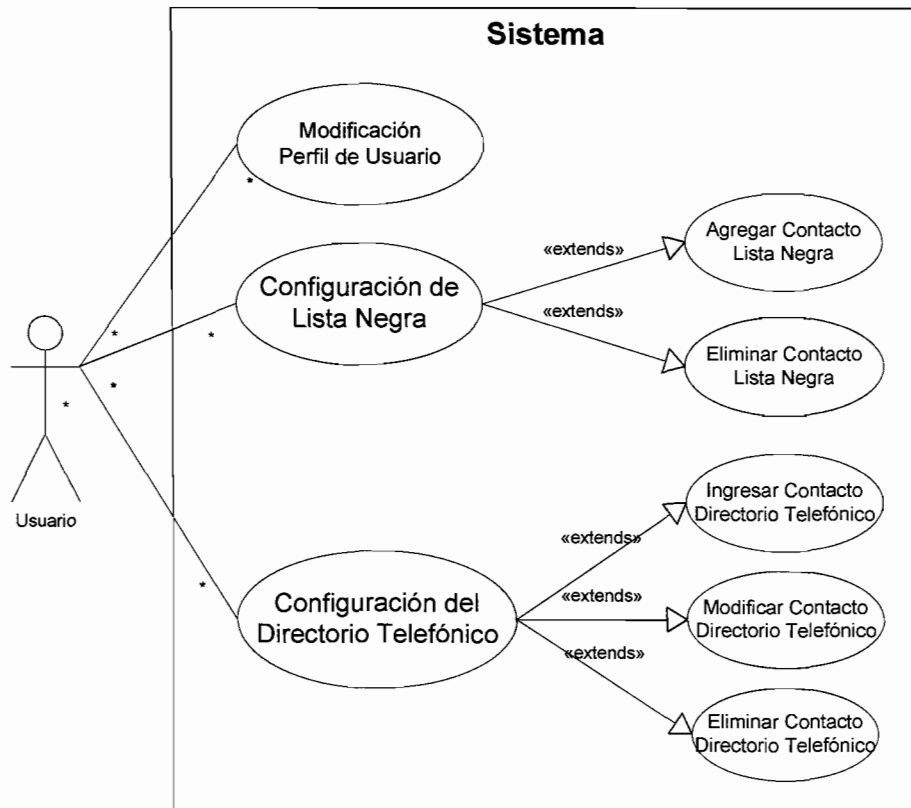 Sistema
Modificación
Perfil de Usuario
*
Agregar Contacto
Lista Negra
«extends»
Configuración de
Lista Negra
«extends»
*
*
Eliminar Contacto
Lista Negra
*
*
Usuario
Ingresar Contacto
Directorio Telefónico
«extends»
*
Configuración del
Directorio Telefónico
«extends»
Modificar Contacto
Directorio Telefónico
«extends»
Eliminar Contacto
Directorio Telefónico